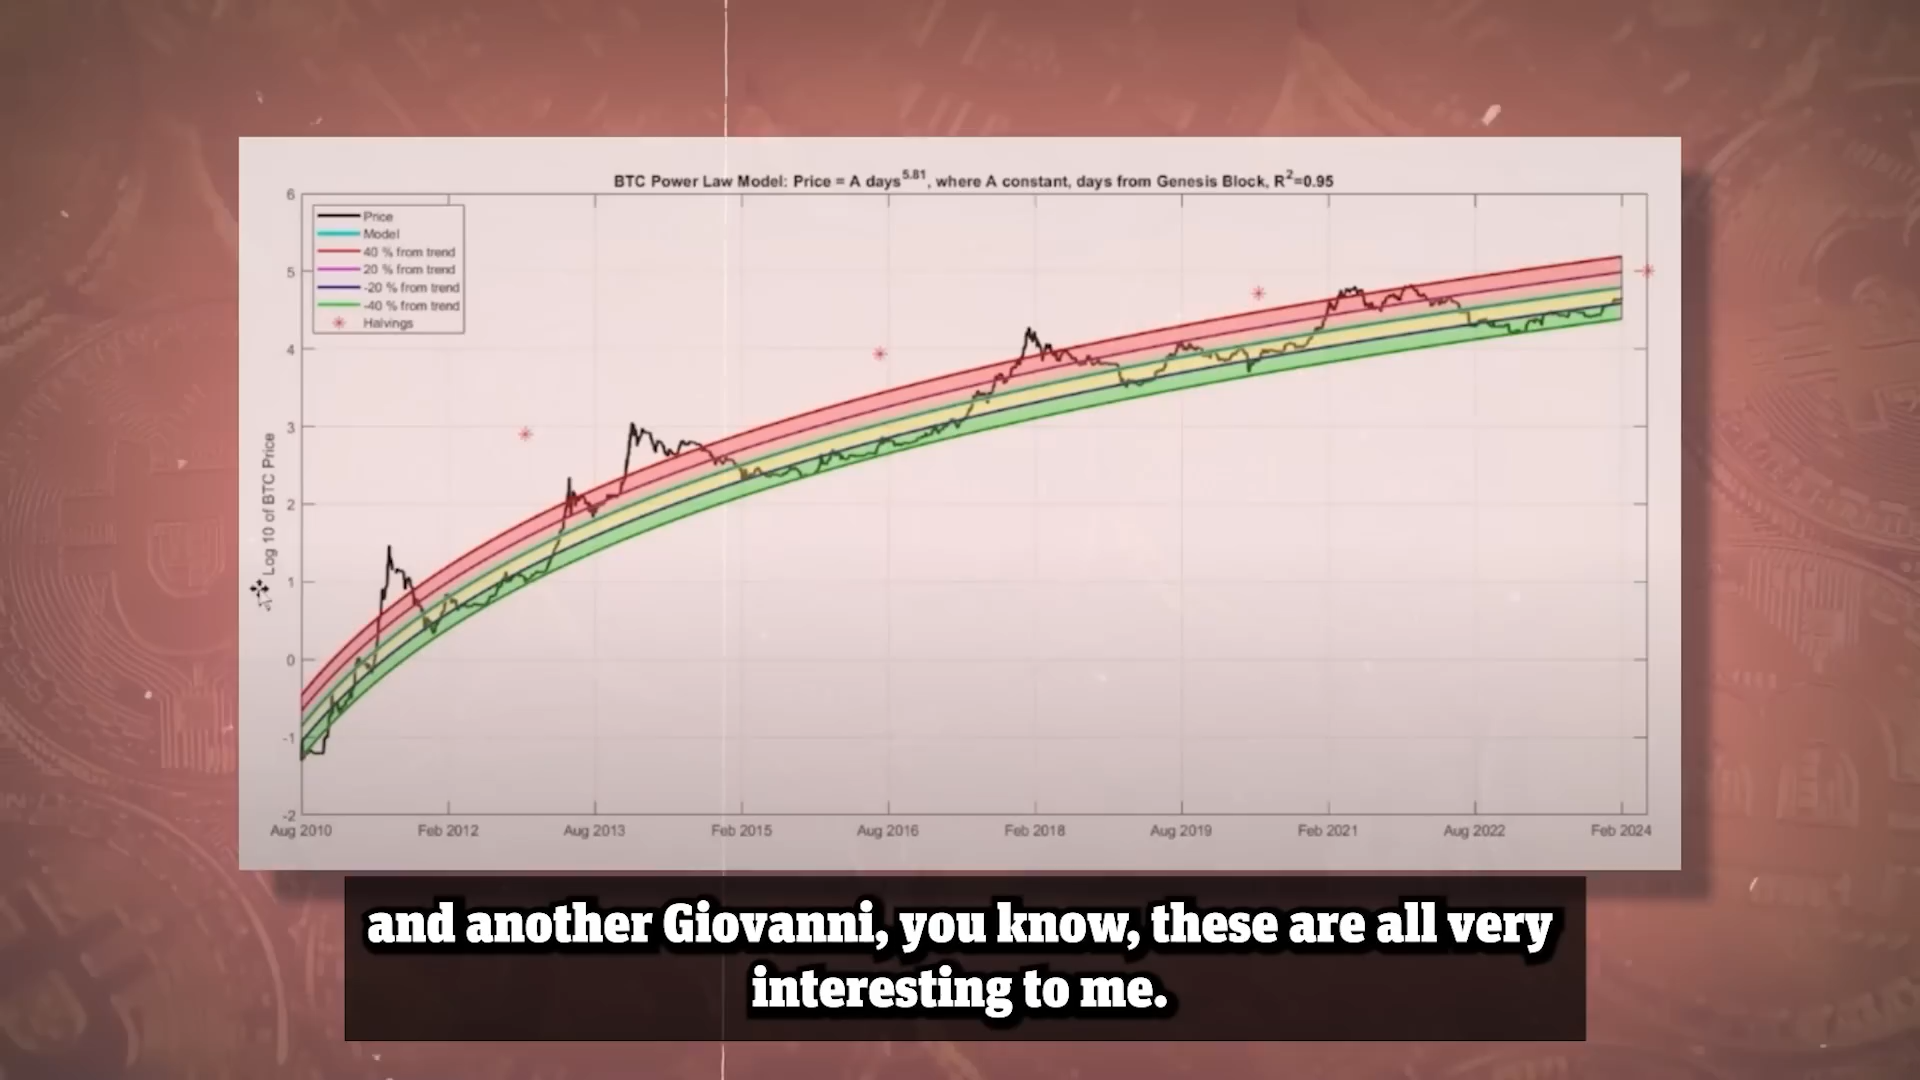 BTC Power Law Model: Price = A days^5.81, where A constant, days from Genesis Block, R^2=0.95
6
5
4
3
2
1
0
-1
-2
Price
Model
40 % from trend
20 % from trend
-20 % from trend
-40 % from trend
Halvings
Log 10 of BTC Price
Aug 2010
Feb 2012
Aug 2013
Feb 2015
Aug 2016
Feb 2018
Aug 2019
Feb 2021
Aug 2022
Feb 2024
and another Giovanni, you know, these are all very
interesting to me.